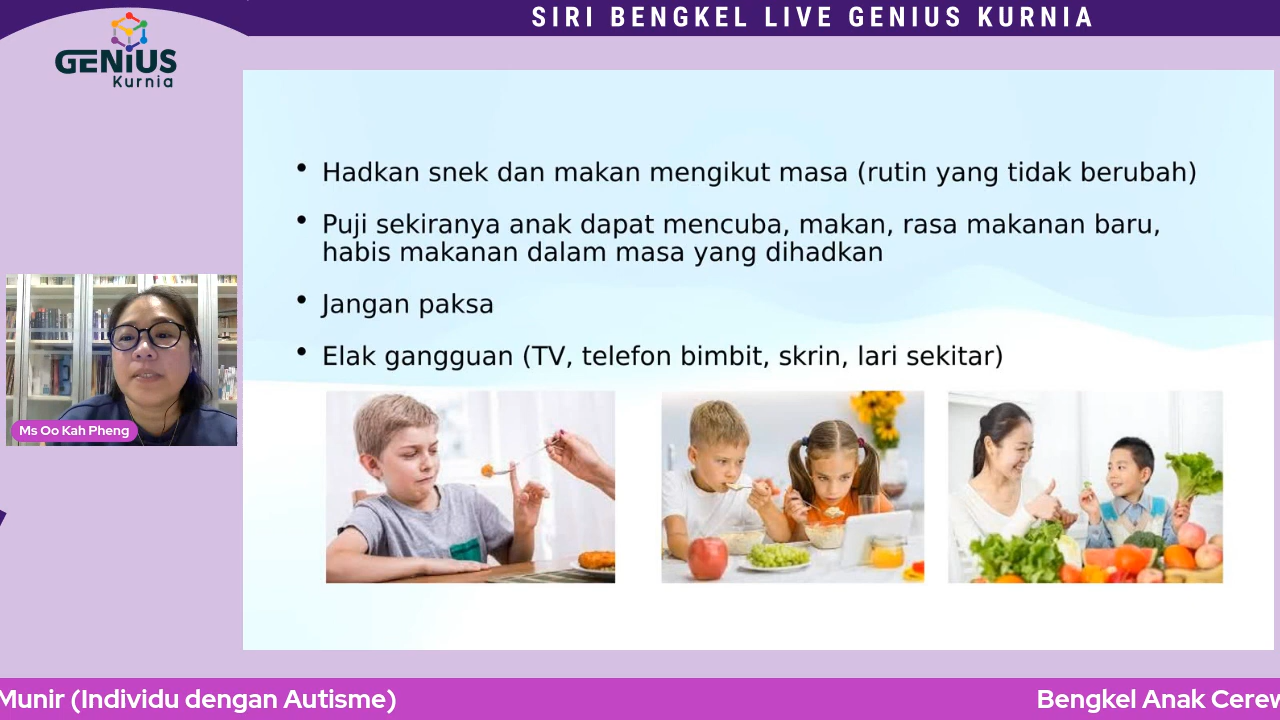 SIRI BENGKEL LIVE GENIUS KURNIA
GENIUS
Kurnia
• Hadkan snek dan makan mengikut masa (rutin yang tidak berubah)
• Puji sekiranya anak dapat mencuba, makan, rasa makanan baru,
habis makanan dalam masa yang dihadkan
• Jangan paksa
• Elak gangguan (TV, telefon bimbit, skrin, lari sekitar)
Ms Oo Kah Pheng
Munir (Individu dengan Autisme)
Bengkel Anak